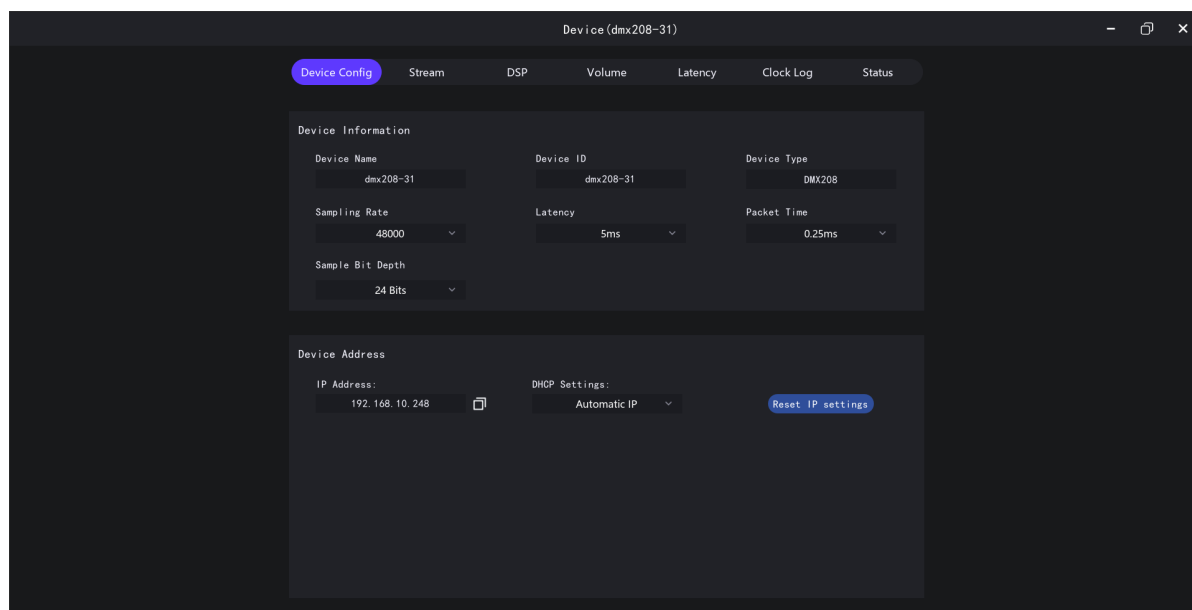 Device(dmx208-31)
Device Config Stream DSP Volume Latency Clock Log Status
Device Information
Device Name Device ID Device Type
dmx208-31 dmx208-31 DMX208
Sampling Rate Latency Packet Time
48000 5ms 0.25ms
Sample Bit Depth
24 Bits
Device Address
IP Address: DHCP Settings:
192.168.10.248 Automatic IP Reset IP settings